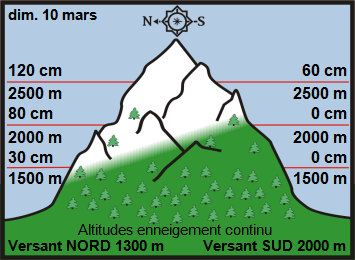 dim. 10 mars
N S
120 cm 60 cm
2500 m 2500 m
80 cm 0 cm
2000 m 2000 m
30 cm 0 cm
1500 m 1500 m
Altitudes enneigement continu
Versant NORD 1300 m Versant SUD 2000 m